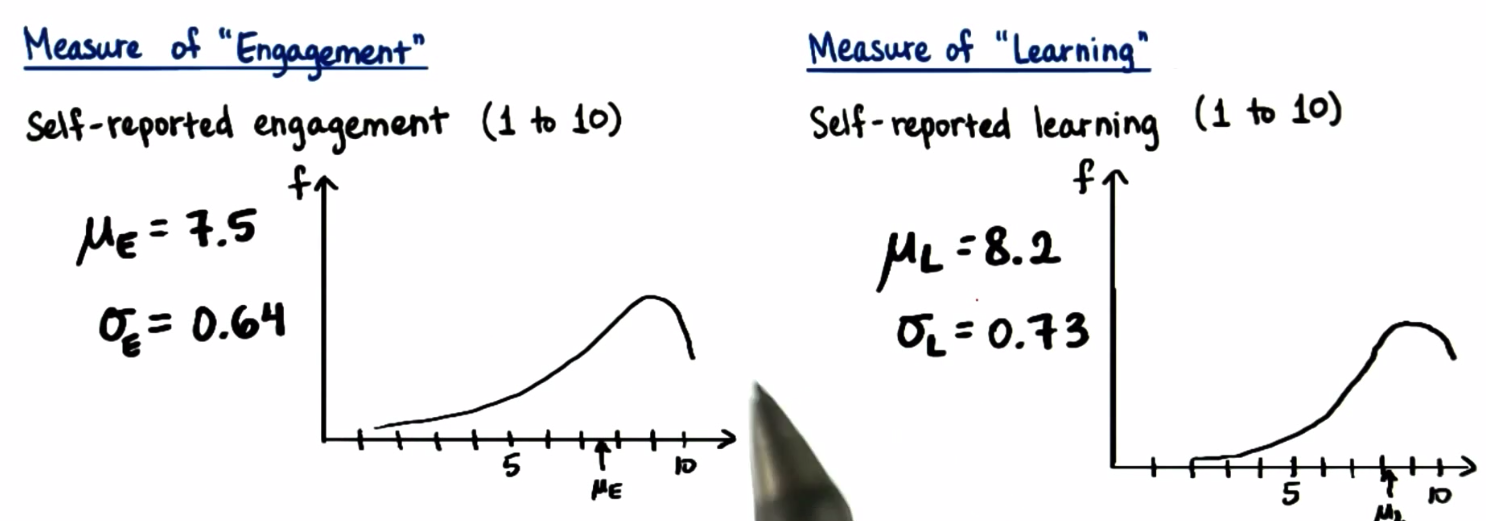 Measure of "Engagement"
Self-reported engagement (1 to 10)
f
μE = 7.5
σE = 0.64
5
10
μE
Measure of "Learning"
Self-reported learning (1 to 10)
f
μL = 8.2
σL = 0.73
5
10
μL